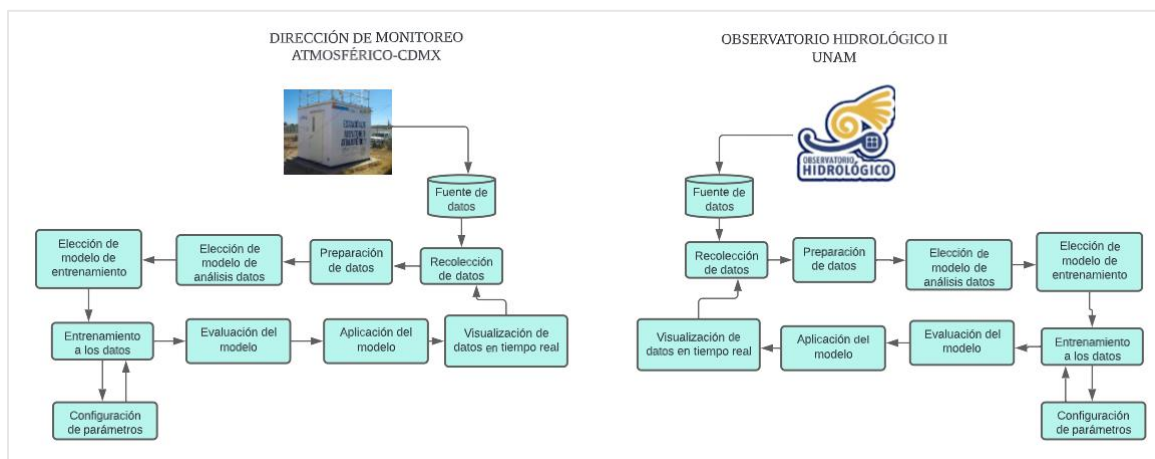 DIRECCIÓN DE MONITOREO
ATMOSFÉRICO-CDMX
Fuente de
datos
Recolección
de datos
Preparación
de datos
Elección de
modelo de
análisis datos
Elección de
modelo de
entrenamiento
Entrenamiento
a los datos
Configuración
de parámetros
Evaluación del
modelo
Aplicación del
modelo
Visualización de
datos en tiempo real
OBSERVATORIO HIDROLÓGICO II
UNAM
OBSERVATORIO
HIDROLÓGICO
Fuente de
datos
Recolección
de datos
Preparación
de datos
Elección de
modelo de
análisis datos
Elección de
modelo de
entrenamiento
Entrenamiento
a los datos
Configuración
de parámetros
Evaluación del
modelo
Aplicación del
modelo
Visualización de
datos en tiempo real